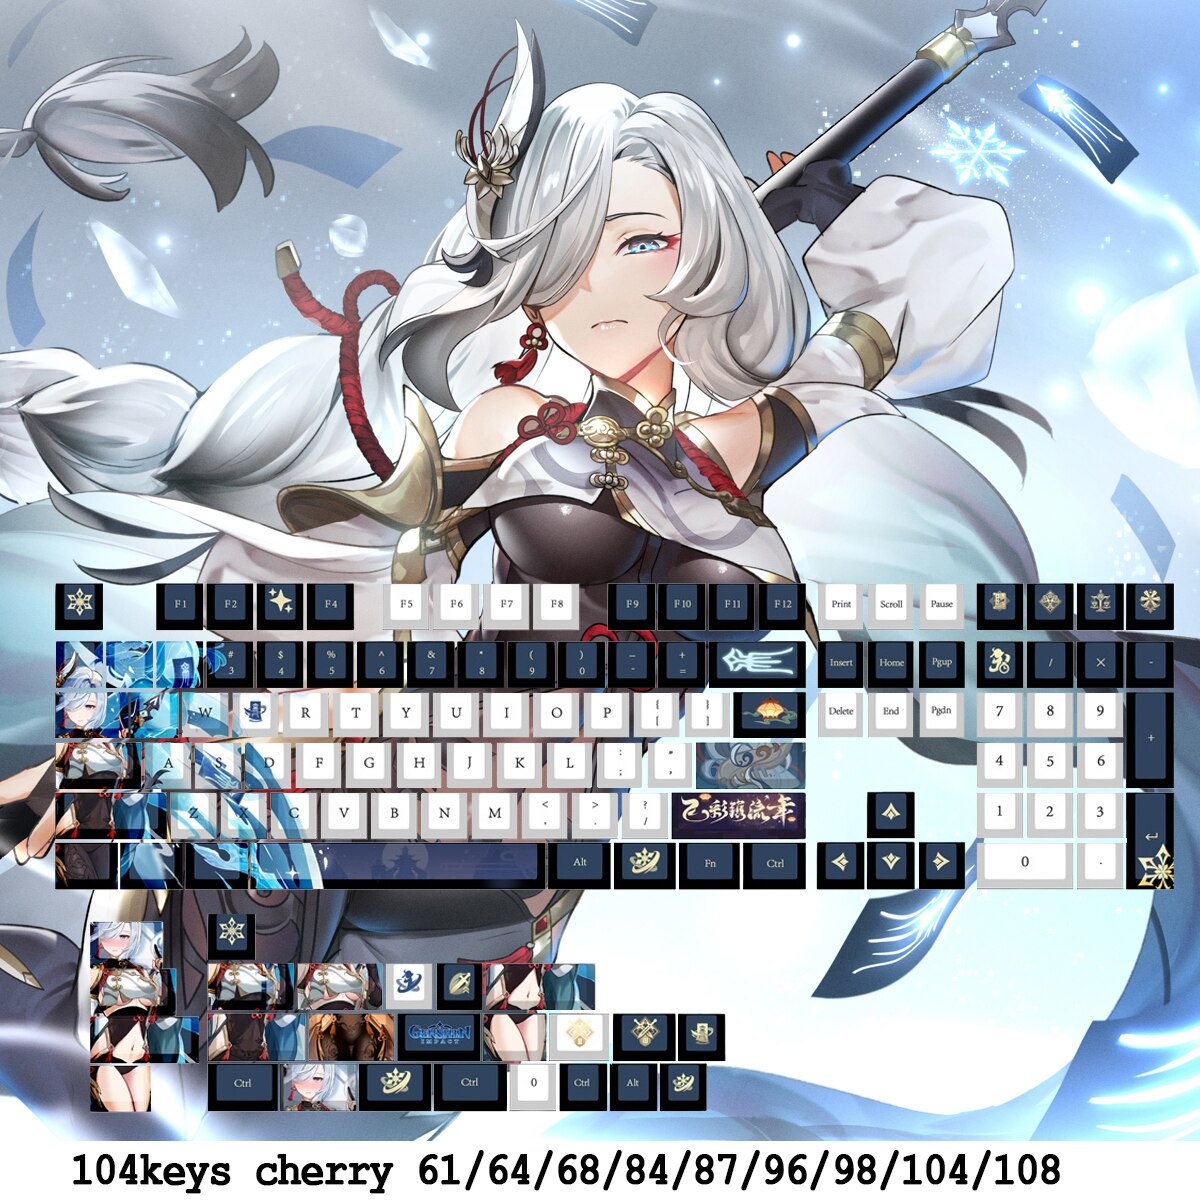 F1 F2 F4 F5 F6 F7 F8 F9 F10 F11 F12 Print Scroll Pause
# $ % ^ & * ( ) _ +
3 4 5 6 7 8 9 0 - = Insert Home Pgup / × -
W R T Y U I O P { [ } ] Delete End Pgdn 7 8 9 +
A S D F G H J K L : ; " , 4 5 6
Z X C V B N M < , > . ? / 1 2 3
Alt Fn Ctrl 0 .
GENSHIN
IMPACT
Ctrl Ctrl 0 Ctrl Alt
104keys cherry 61/64/68/84/87/96/98/104/108